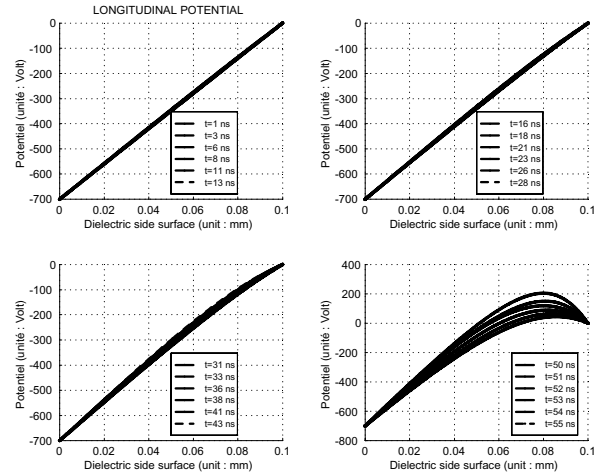 LONGITUDINAL POTENTIAL
Potentiel (unité : Volt)
0
-100
-200
-300
-400
-500
-600
-700
t=1 ns
t=3 ns
t=6 ns
t=8 ns
t=11 ns
t=13 ns
0 0.02 0.04 0.06 0.08 0.1
Dielectric side surface (unit : mm)
Potentiel (unité : Volt)
0
-100
-200
-300
-400
-500
-600
-700
t=16 ns
t=18 ns
t=21 ns
t=23 ns
t=26 ns
t=28 ns
0 0.02 0.04 0.06 0.08 0.1
Dielectric side surface (unit : mm)
Potentiel (unité : Volt)
0
-100
-200
-300
-400
-500
-600
-700
t=31 ns
t=33 ns
t=36 ns
t=38 ns
t=41 ns
t=43 ns
0 0.02 0.04 0.06 0.08 0.1
Dielectric side surface (unit : mm)
Potentiel (unité : Volt)
400
200
0
-200
-400
-600
-800
t=50 ns
t=51 ns
t=52 ns
t=53 ns
t=54 ns
t=55 ns
0 0.02 0.04 0.06 0.08 0.1
Dielectric side surface (unit : mm)